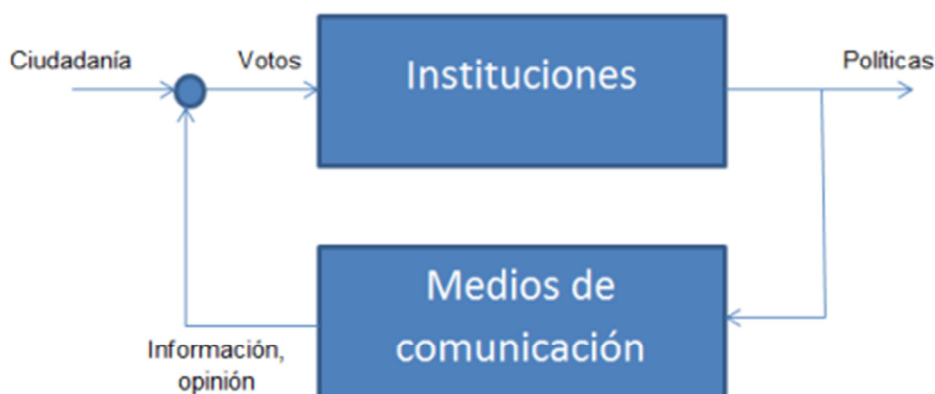 Ciudadanía
Votos
Instituciones
Políticas
Medios de
comunicación
Información,
opinión